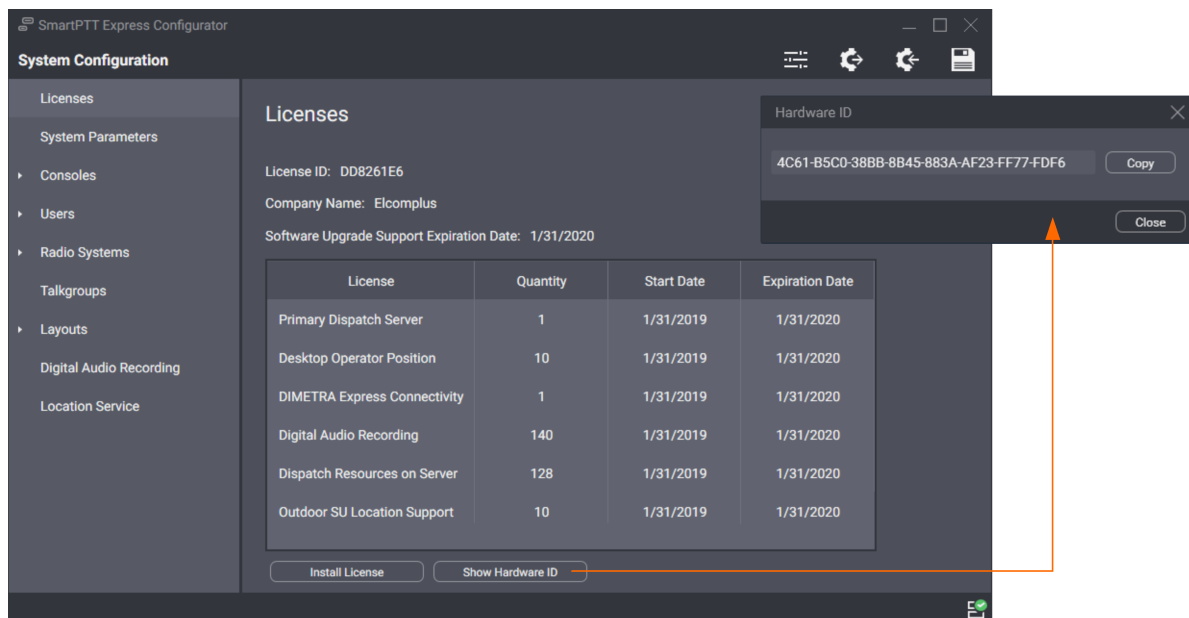 SmartPTT Express Configurator
System Configuration
Licenses
System Parameters
Consoles
Users
Radio Systems
Talkgroups
Layouts
Digital Audio Recording
Location Service
Licenses
License ID: DD8261E6
Company Name: Elcomplus
Software Upgrade Support Expiration Date: 1/31/2020
License Quantity Start Date Expiration Date
Primary Dispatch Server 1 1/31/2019 1/31/2020
Desktop Operator Position 10 1/31/2019 1/31/2020
DIMETRA Express Connectivity 1 1/31/2019 1/31/2020
Digital Audio Recording 140 1/31/2019 1/31/2020
Dispatch Resources on Server 128 1/31/2019 1/31/2020
Outdoor SU Location Support 10 1/31/2019 1/31/2020
Install License Show Hardware ID
Hardware ID
4C61-B5C0-38BB-8B45-883A-AF23-FF77-FDF6 Copy
Close